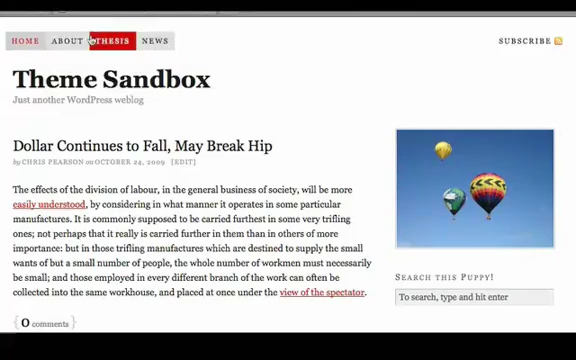 HOME ABOUT THESIS NEWS SUBSCRIBE
Theme Sandbox
Just another WordPress weblog
Dollar Continues to Fall, May Break Hip
by CHRIS PEARSON on OCTOBER 24, 2009 [EDIT]
The effects of the division of labour, in the general business of society, will be more
easily understood, by considering in what manner it operates in some particular
manufactures. It is commonly supposed to be carried furthest in some very trifling
ones; not perhaps that it really is carried further in them than in others of more
importance: but in those trifling manufactures which are destined to supply the small
wants of but a small number of people, the whole number of workmen must necessarily
be small; and those employed in every different branch of the work can often be
collected into the same workhouse, and placed at once under the view of the spectator.
{ 0 comments }
SEARCH THIS PUPPY!
To search, type and hit enter